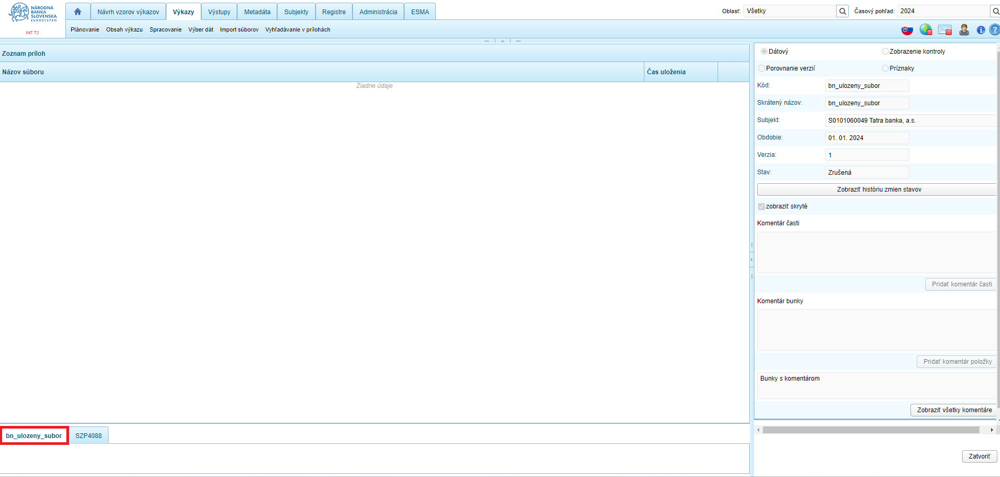 NÁRODNÁ
BANKA
SLOVENSKA
EUROSYSTÉM
INT T2
Návrh vzorov výkazov
Výkazy
Výstupy
Metadáta
Subjekty
Registre
Administrácia
ESMA
Oblasť:
Všetky
Časový pohľad:
2024
Plánovanie
Obsah výkazu
Spracovanie
Výber dát
Import súborov
Vyhľadávanie v prílohách
Zoznam príloh
Názov súboru
Čas uloženia
Žiadne údaje
Dátový
Zobrazenie kontroly
Porovnanie verzií
Príznaky
Kód:
bn_ulozeny_subor
Skrátený názov:
bn_ulozeny_subor
Subjekt:
S0101060049 Tatra banka, a.s.
Obdobie:
01. 01. 2024
Verzia:
1
Stav:
Zrušená
Zobraziť históriu zmien stavov
zobraziť skryté
Komentár časti
Pridať komentár časti
Komentár bunky
Pridať komentár položky
Bunky s komentárom
Zobraziť všetky komentáre
bn_ulozeny_subor
SZP4088
Zatvoriť